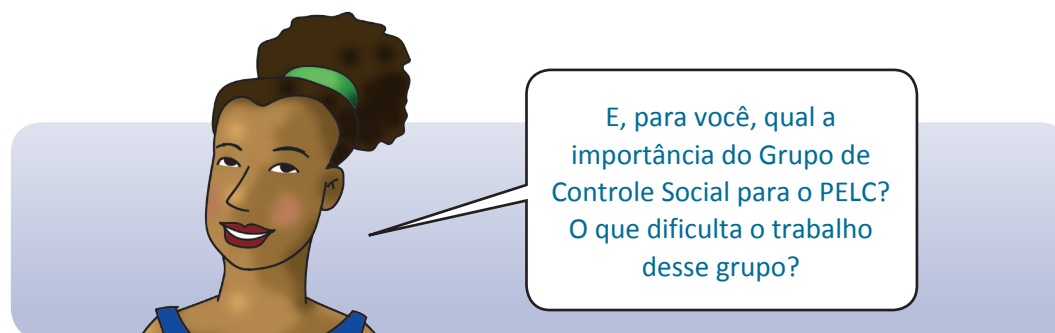 E, para você, qual a
importância do Grupo de
Controle Social para o PELC?
O que dificulta o trabalho
desse grupo?